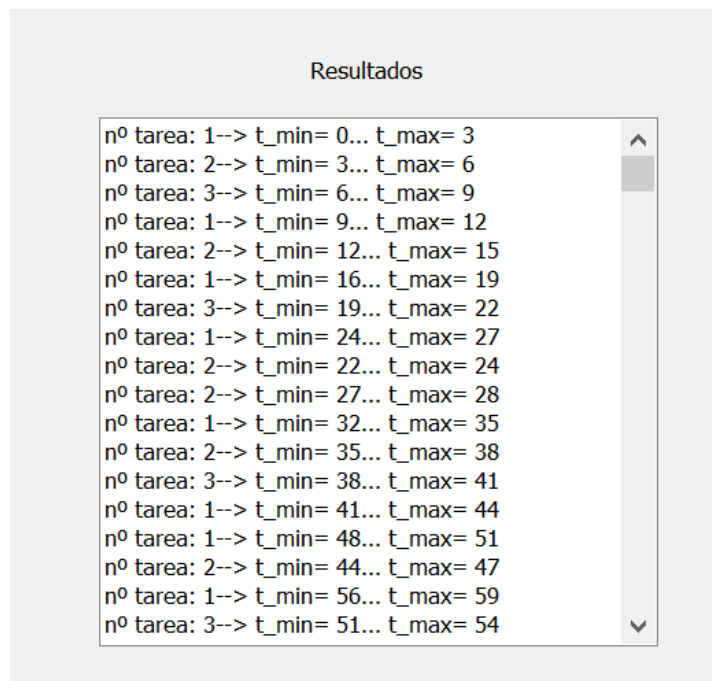 Resultados
nº tarea: 1--> t_min= 0... t_max= 3
nº tarea: 2--> t_min= 3... t_max= 6
nº tarea: 3--> t_min= 6... t_max= 9
nº tarea: 1--> t_min= 9... t_max= 12
nº tarea: 2--> t_min= 12... t_max= 15
nº tarea: 1--> t_min= 16... t_max= 19
nº tarea: 3--> t_min= 19... t_max= 22
nº tarea: 1--> t_min= 24... t_max= 27
nº tarea: 2--> t_min= 22... t_max= 24
nº tarea: 2--> t_min= 27... t_max= 28
nº tarea: 1--> t_min= 32... t_max= 35
nº tarea: 2--> t_min= 35... t_max= 38
nº tarea: 3--> t_min= 38... t_max= 41
nº tarea: 1--> t_min= 41... t_max= 44
nº tarea: 1--> t_min= 48... t_max= 51
nº tarea: 2--> t_min= 44... t_max= 47
nº tarea: 1--> t_min= 56... t_max= 59
nº tarea: 3--> t_min= 51... t_max= 54